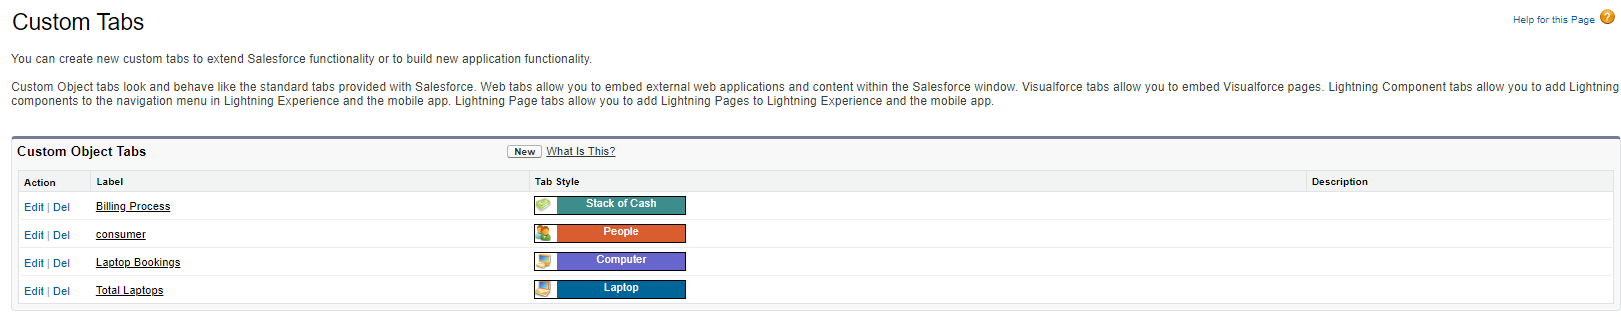 Custom Tabs
Help for this Page ?
You can create new custom tabs to extend Salesforce functionality or to build new application functionality.
Custom Object tabs look and behave like the standard tabs provided with Salesforce. Web tabs allow you to embed external web applications and content within the Salesforce window. Visualforce tabs allow you to embed Visualforce pages. Lightning Component tabs allow you to add Lightning
components to the navigation menu in Lightning Experience and the mobile app. Lightning Page tabs allow you to add Lightning Pages to Lightning Experience and the mobile app.
Custom Object Tabs New What Is This?
Action Label Tab Style Description
Edit | Del Billing Process Stack of Cash
Edit | Del consumer People
Edit | Del Laptop Bookings Computer
Edit | Del Total Laptops Laptop